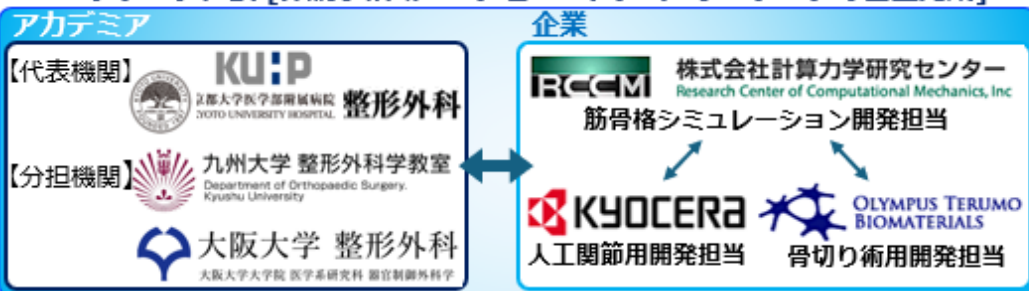 アカデミア
【代表機関】
KUHP
京都大学医学部附属病院 整形外科
KYOTO UNIVERSITY HOSPITAL
【分担機関】
九州大学 整形外科学教室
Department of Orthopaedic Surgery.
Kyushu University
大阪大学 整形外科
大阪大学大学院 医学系研究科 器官制御外科学
企業
RCCM
株式会社計算力学研究センター
Research Center of Computational Mechanics, Inc
筋骨格シミュレーション開発担当
KYOCERA
人工関節用開発担当
OLYMPUS TERUMO
BIOMATERIALS
骨切り術用開発担当